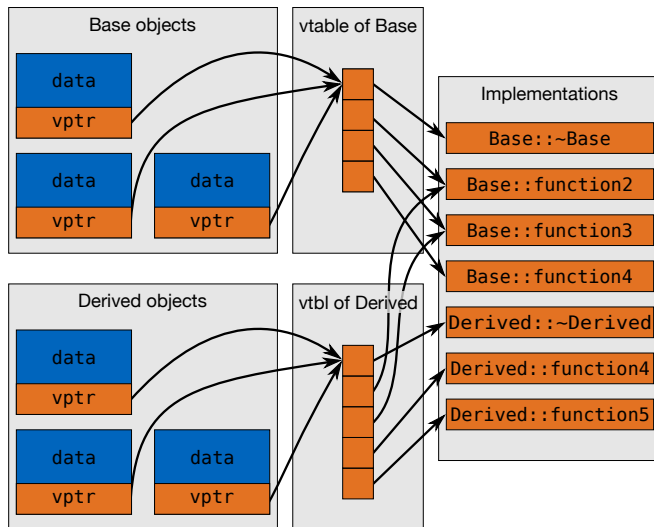 Base objects
data
vptr
data
vptr
data
vptr
vtable of Base
Derived objects
data
vptr
data
vptr
data
vptr
vtbl of Derived
Implementations
Base::~Base
Base::function2
Base::function3
Base::function4
Derived::~Derived
Derived::function4
Derived::function5